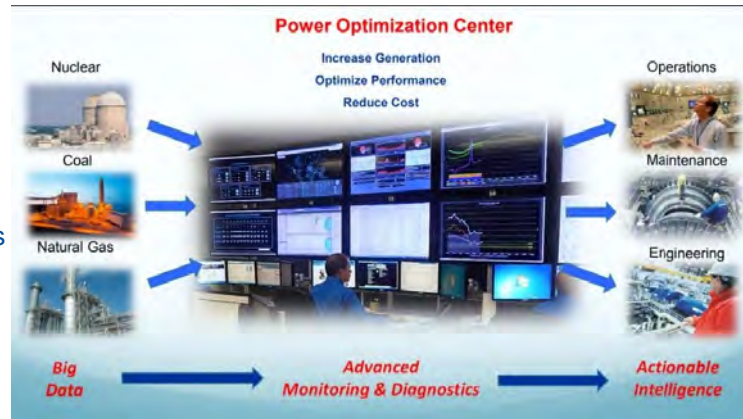 Power Optimization Center
Increase Generation
Optimize Performance
Reduce Cost
Nuclear
Coal
Natural Gas
Operations
Maintenance
Engineering
s
Big
Data
Advanced
Monitoring & Diagnostics
Actionable
Intelligence